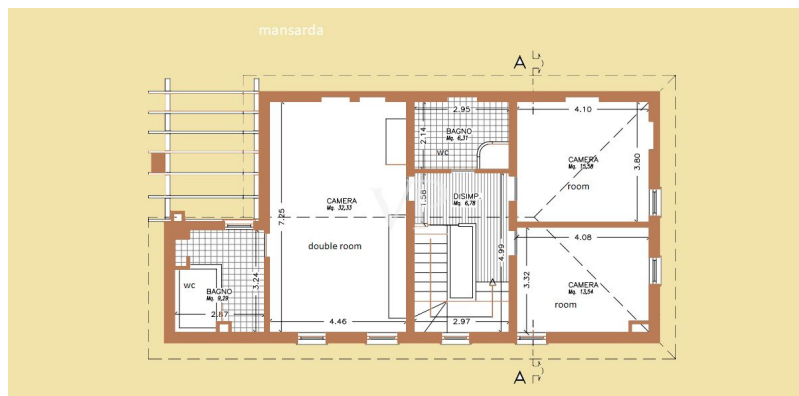 mansarda
A
2.95
4.10
2.14
BAGNO
Mq. 6,31
WC
CAMERA
Mq. 15,58
3.80
room
CAMERA
Mq. 32,33
1.58
DISIMP.
Mq. 6,78
7.25
double room
4.99
4.08
3.32
CAMERA
Mq. 13,54
room
3.24
WC
BAGNO
Mq. 9,29
2.87
4.46
2.97
A